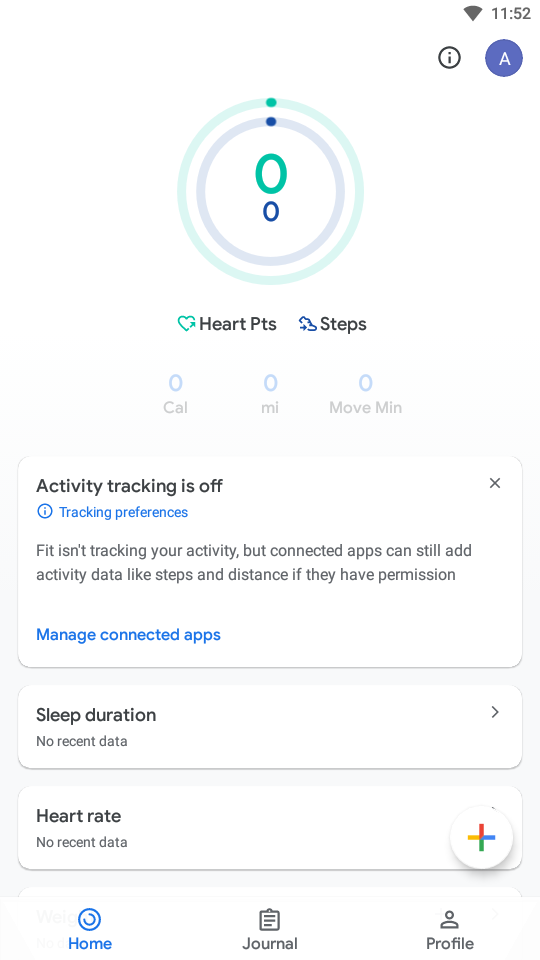 11:52
A
0
0
Heart Pts
Steps
0
0
0
Cal
mi
Move Min
Activity tracking is off
Tracking preferences
Fit isn't tracking your activity, but connected apps can still add
activity data like steps and distance if they have permission
Manage connected apps
Sleep duration
No recent data
Heart rate
No recent data
Home
Journal
Profile